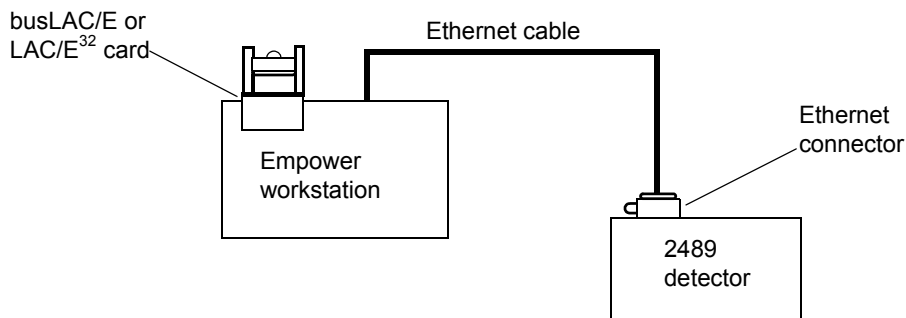 busLAC/E or
LAC/E³² card
Ethernet cable
Ethernet
connector
Empower
workstation
2489
detector